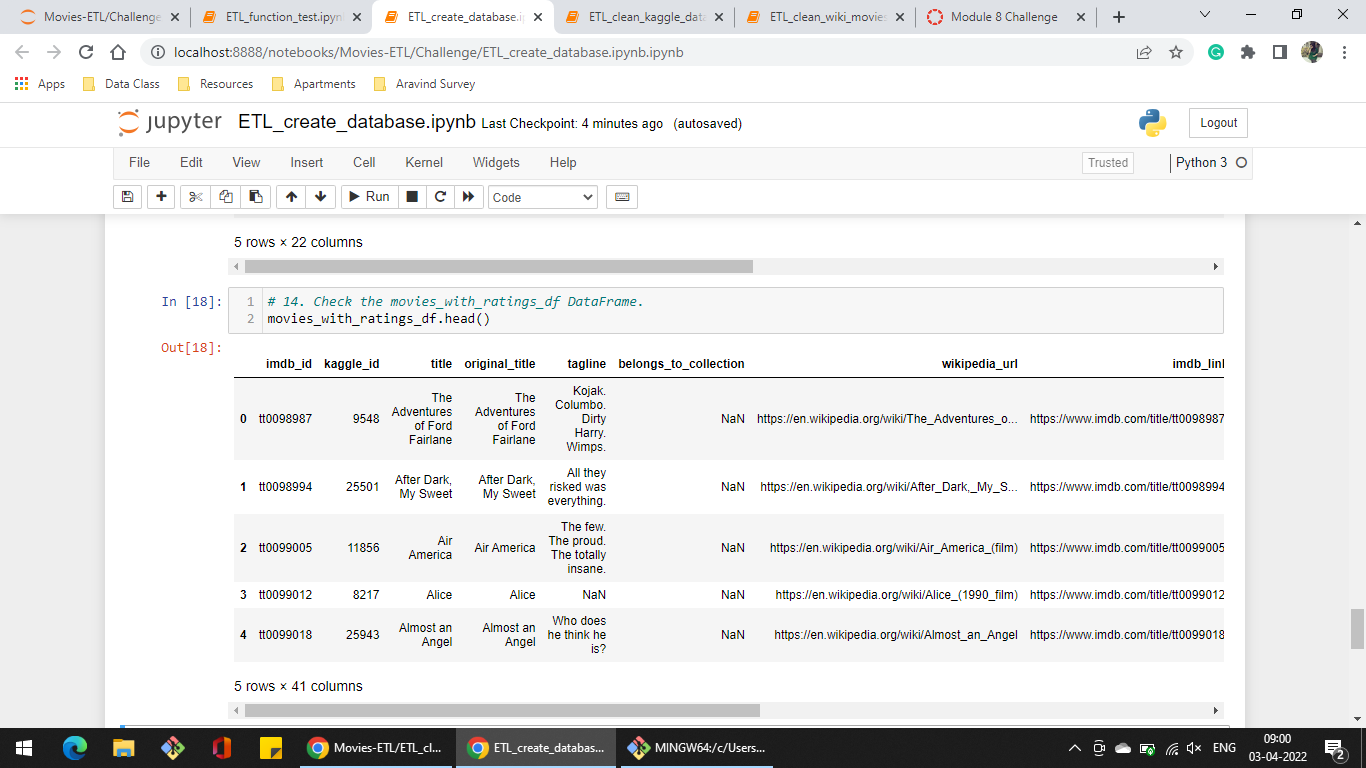 Movies-ETL/Challenge
ETL_function_test.ipyn
ETL_create_database.i
ETL_clean_kaggle_data
ETL_clean_wiki_movies
Module 8 Challenge
localhost:8888/notebooks/Movies-ETL/Challenge/ETL_create_database.ipynb.ipynb
Apps Data Class Resources Apartments Aravind Survey
jupyter ETL_create_database.ipynb Last Checkpoint: 4 minutes ago (autosaved) Logout
File Edit View Insert Cell Kernel Widgets Help Trusted Python 3
Run Code
5 rows × 22 columns
In [18]: 1 # 14. Check the movies_with_ratings_df DataFrame.
2 movies_with_ratings_df.head()
Out[18]:
imdb_id kaggle_id title original_title tagline belongs_to_collection wikipedia_url imdb_link
0 tt0098987 9548 The Adventures of Ford Fairlane The Adventures of Ford Fairlane Kojak. Columbo. Dirty Harry. Wimps. NaN https://en.wikipedia.org/wiki/The_Adventures_o... https://www.imdb.com/title/tt0098987
1 tt0098994 25501 After Dark, My Sweet After Dark, My Sweet All they risked was everything. NaN https://en.wikipedia.org/wiki/After_Dark,_My_S... https://www.imdb.com/title/tt0098994
2 tt0099005 11856 Air America Air America The few. The proud. The totally insane. NaN https://en.wikipedia.org/wiki/Air_America_(film) https://www.imdb.com/title/tt0099005
3 tt0099012 8217 Alice Alice NaN NaN https://en.wikipedia.org/wiki/Alice_(1990_film) https://www.imdb.com/title/tt0099012
4 tt0099018 25943 Almost an Angel Almost an Angel Who does he think he is? NaN https://en.wikipedia.org/wiki/Almost_an_Angel https://www.imdb.com/title/tt0099018
5 rows × 41 columns
Movies-ETL/ETL_cl... ETL_create_databas... MINGW64:/c/Users... ENG 09:00
03-04-2022 2